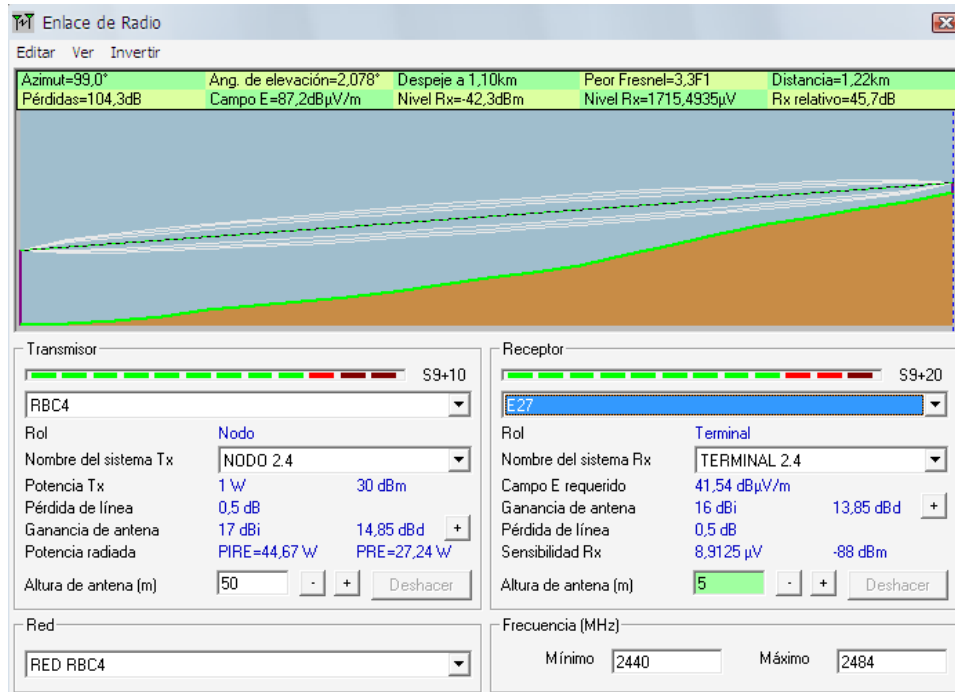 Enlace de Radio
Editar Ver Invertir
Azimut=99,0° Ang. de elevación=2,078° Despeje a 1,10km Peor Fresnel=3,3F1 Distancia=1,22km
Pérdidas=104,3dB Campo E=87,2dBµV/m Nivel Rx=-42,3dBm Nivel Rx=1715,4935µV Rx relativo=45,7dB
Transmisor
S9+10
RBC4
Rol Nodo
Nombre del sistema Tx NODO 2.4
Potencia Tx 1 W 30 dBm
Pérdida de línea 0,5 dB
Ganancia de antena 17 dBi 14,85 dBd +
Potencia radiada PIRE=44,67 W PRE=27,24 W
Altura de antena (m) 50 - + Deshacer
Red
RED RBC4
Receptor
S9+20
E27
Rol Terminal
Nombre del sistema Rx TERMINAL 2.4
Campo E requerido 41,54 dBµV/m
Ganancia de antena 16 dBi 13,85 dBd +
Pérdida de línea 0,5 dB
Sensibilidad Rx 8,9125 µV -88 dBm
Altura de antena (m) 5 - + Deshacer
Frecuencia (MHz)
Mínimo 2440 Máximo 2484